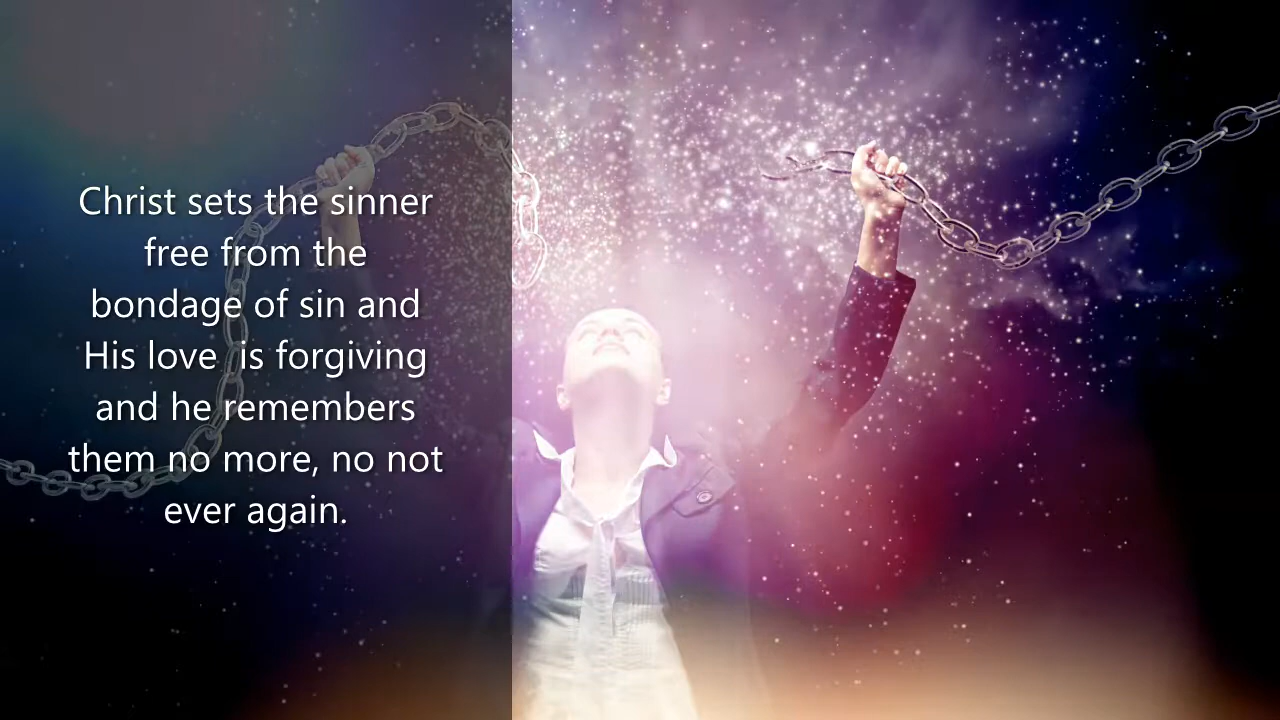 Christ sets the sinner
free from the
bondage of sin and
His love  is forgiving
and he remembers
them no more, no not
ever again.